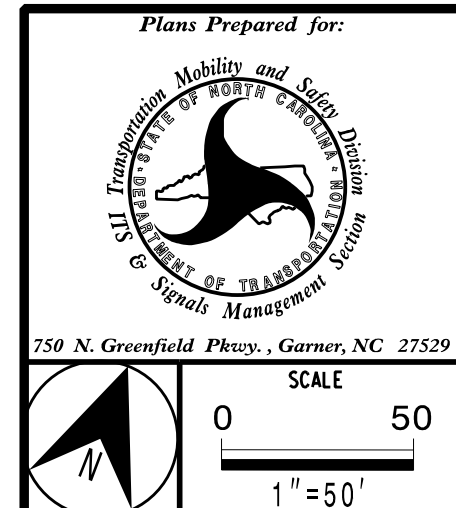 Plans Prepared for:
Transportation Mobility and Safety Division
ITS & Signals Management Section
STATE OF NORTH CAROLINA
DEPARTMENT OF TRANSPORTATION
750 N. Greenfield Pkwy. , Garner, NC 27529
N
SCALE
0 50
1"=50'